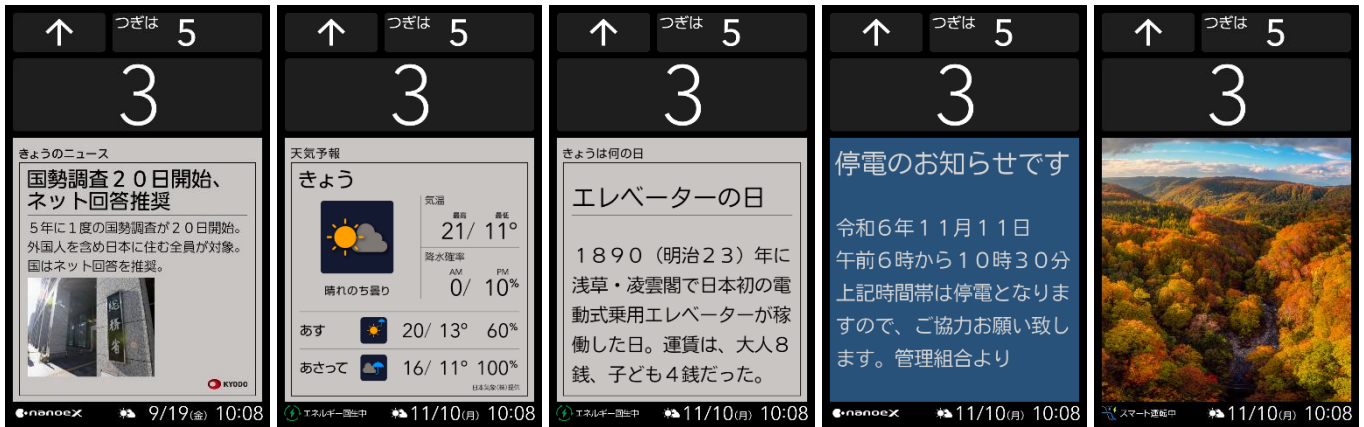 ↑ つぎは 5
3
きょうのニュース
国勢調査２０日開始、
ネット回答推奨
５年に１度の国勢調査が２０日開始。
外国人を含め日本に住む全員が対象。
国はネット回答を推奨。
総務省
KYODO
nanoeX 9/19(金) 10:08
↑ つぎは 5
3
天気予報
きょう
気温
最高 最低
21/ 11°
降水確率
AM PM
0/ 10%
晴れのち曇り
あす 20/ 13° 60%
あさって 16/ 11° 100%
日本気象(株)提供
エネルギー回生中 11/10(月) 10:08
↑ つぎは 5
3
きょうは何の日
エレベーターの日
１８９０（明治２３）年に
浅草・凌雲閣で日本初の電
動式乗用エレベーターが稼
働した日。運賃は、大人８
銭、子ども４銭だった。
エネルギー回生中 11/10(月) 10:08
↑ つぎは 5
3
停電のお知らせです
令和６年１１月１１日
午前６時から１０時３０分
上記時間帯は停電となりま
すので、ご協力お願い致し
ます。管理組合より
nanoeX 11/10(月) 10:08
↑ つぎは 5
3
スマート運転中 11/10(月) 10:08